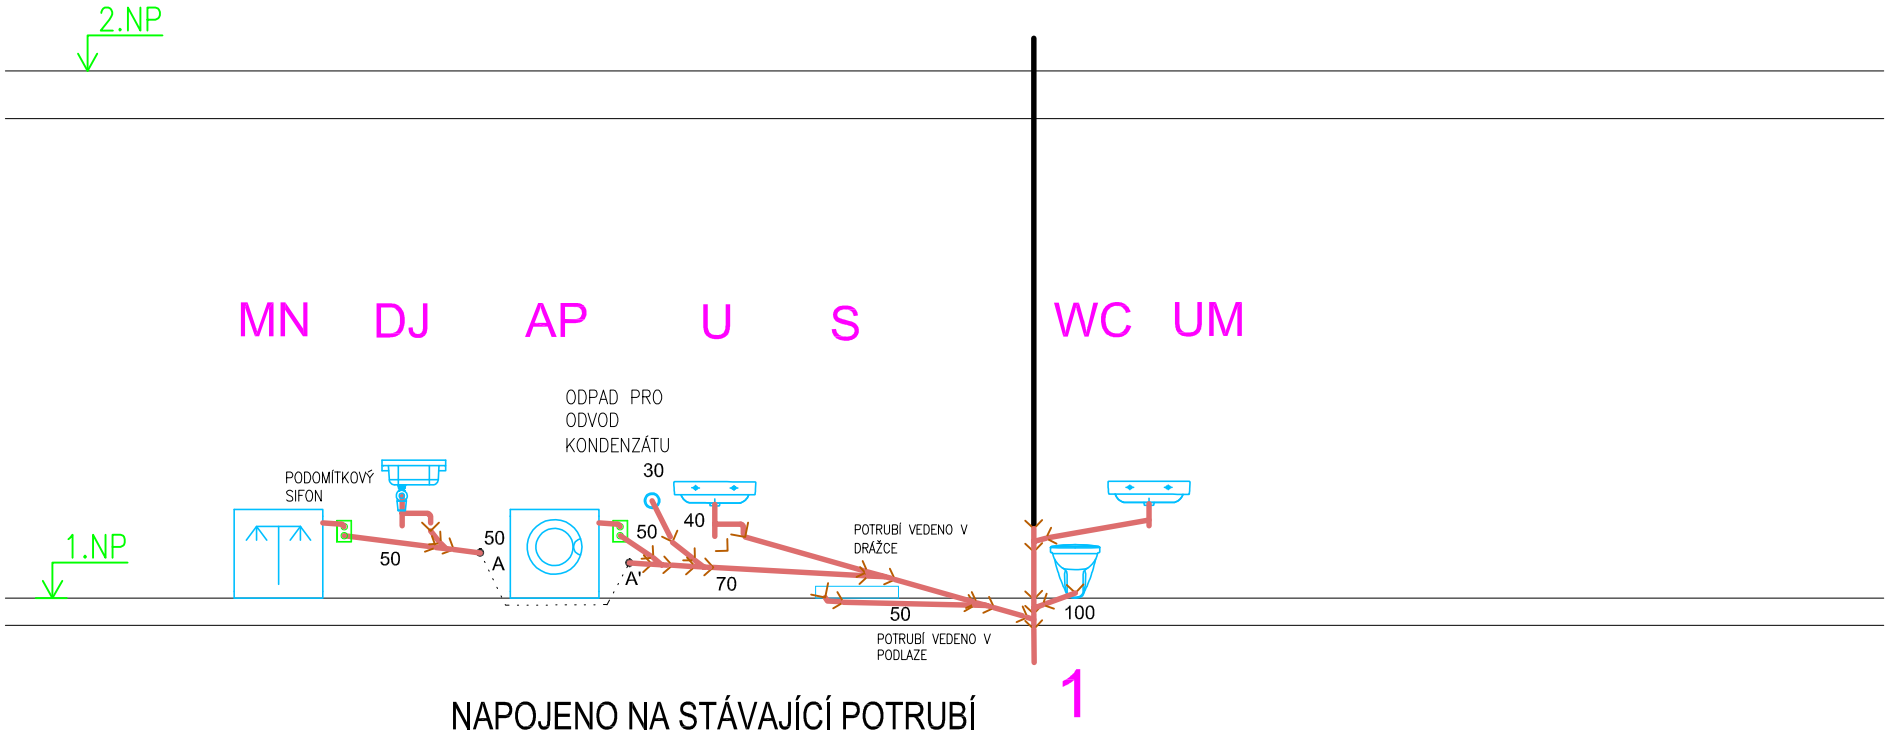 2.NP
1.NP
MN DJ AP U S WC UM
ODPAD PRO
ODVOD
KONDENZÁTU
30
PODOMÍTKOVÝ
SIFON
50
50
A
50
A'
40
70
POTRUBÍ VEDENO V
DRÁŽCE
50
100
POTRUBÍ VEDENO V
PODLAZE
1
NAPOJENO NA STÁVAJÍCÍ POTRUBÍ